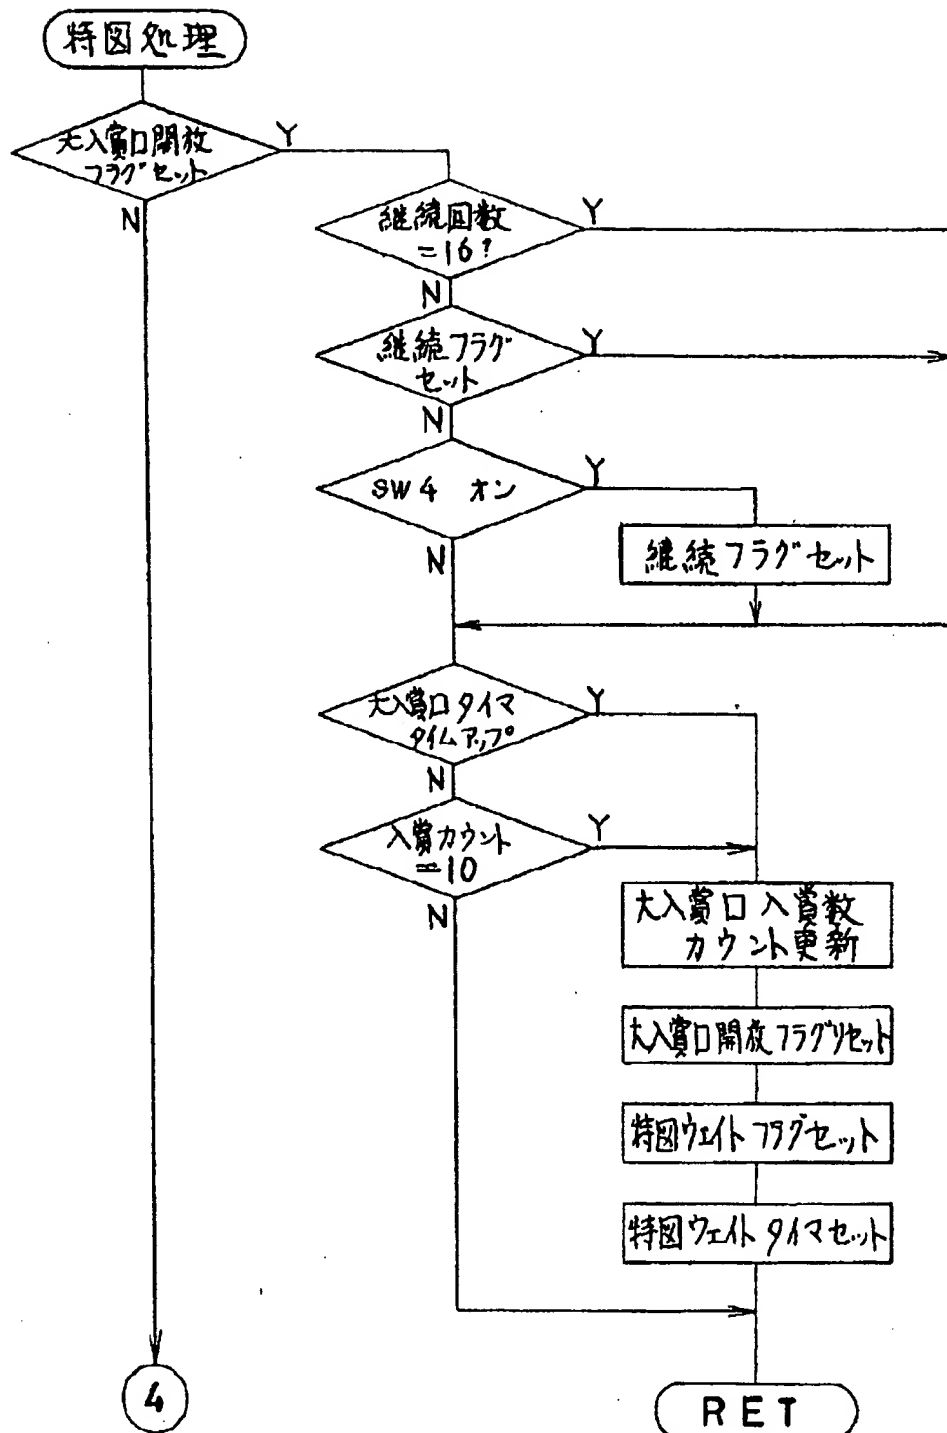 特図処理
大入賞口開放
フラグセット
Y
N
継続回数
=16?
Y
N
継続フラグ
セット
Y
N
SW4 オン
Y
N
継続フラグセット
大入賞口タイマ
タイムアップ
Y
N
入賞カウント
=10
Y
N
大入賞口入賞数
カウント更新
大入賞口開放フラグリセット
特図ウェイトフラグセット
特図ウェイトタイマセット
4
RET